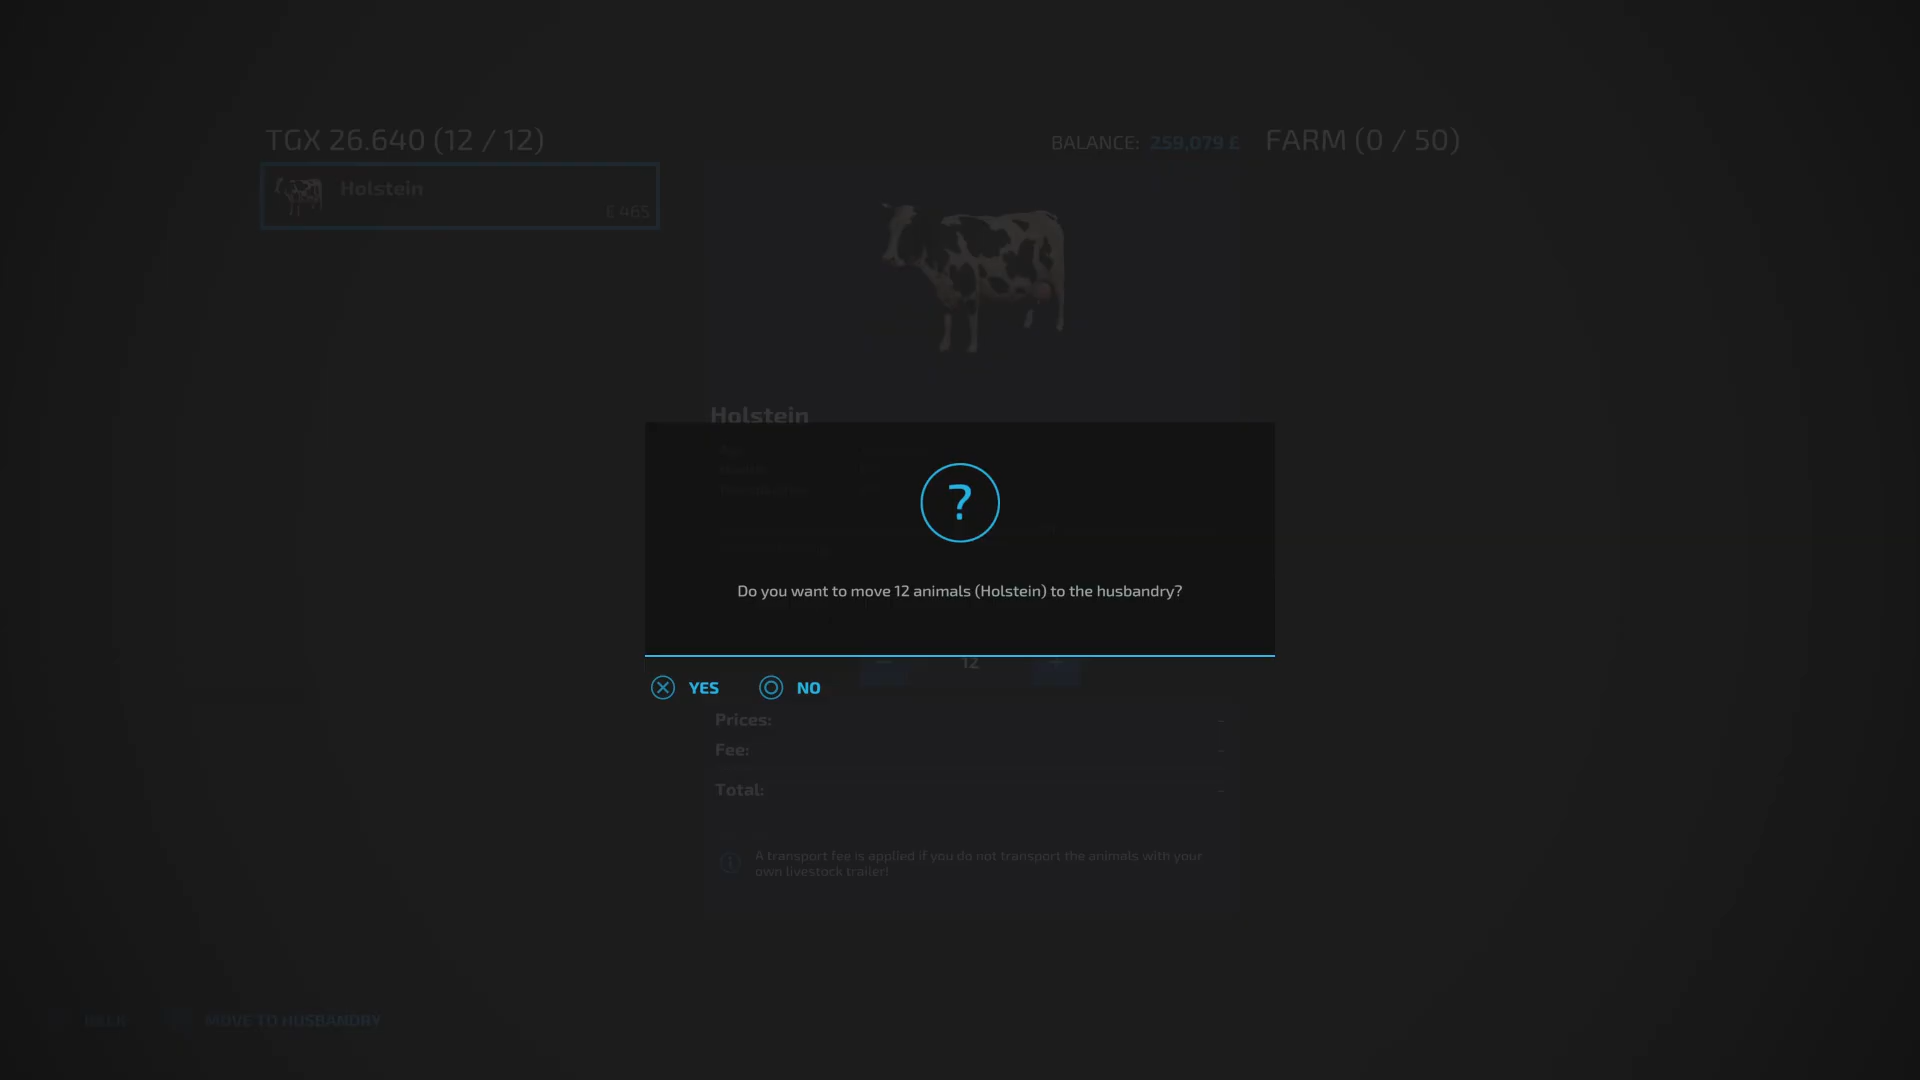 TGX 26.640 (12 / 12)
BALANCE: 259,079 £
FARM (0 / 50)
Holstein
£ 465
Holstein
?
Do you want to move 12 animals (Holstein) to the husbandry?
12
YES
NO
Prices: -
Fee: -
Total: -
A transport fee is applied if you do not transport the animals with your
own livestock trailer!
BACK
MOVE TO HUSBANDRY